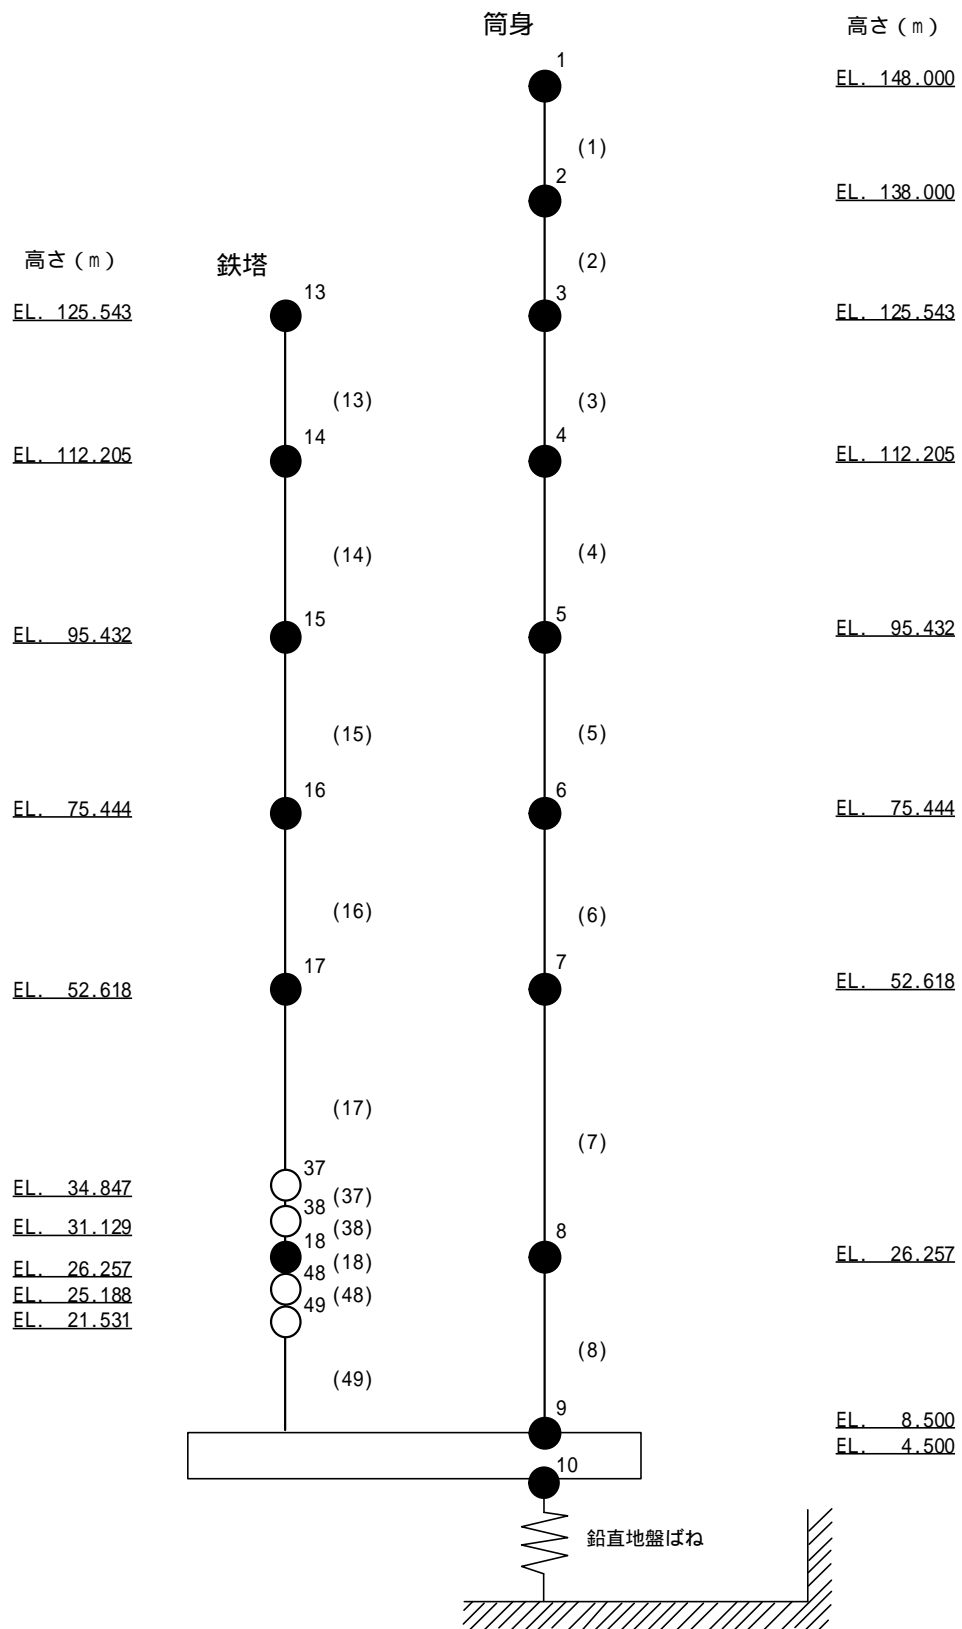 筒身
高さ(m)
1
EL. 148.000
(1)
2
EL. 138.000
(2)
高さ(m)
鉄塔
13
3
EL. 125.543
EL. 125.543
(13)
(3)
14
4
EL. 112.205
EL. 112.205
(14)
(4)
15
5
EL. 95.432
EL. 95.432
(15)
(5)
16
6
EL. 75.444
EL. 75.444
(16)
(6)
17
7
EL. 52.618
EL. 52.618
(17)
(7)
37
EL. 34.847
(37)
38
EL. 31.129
(38)
18
8
EL. 26.257
(18)
EL. 26.257
48
EL. 25.188
(48)
49
EL. 21.531
(49)
(8)
9
EL. 8.500
EL. 4.500
10
鉛直地盤ばね